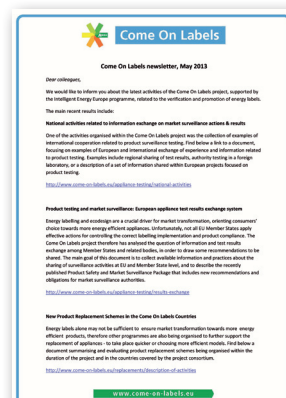 Come On Labels
Come On Labels newsletter, May 2013
Dear colleagues,
We would like to inform you about the latest activities of the Come On Labels project, supported by
the Intelligent Energy Europe programme, related to the verification and promotion of energy labels.
The main recent results include:
National activities related to information exchange on market surveillance actions & results
One of the activities organised within the Come On Labels project was the collection of examples of
international cooperation related to product surveillance testing. Find below a link to a document,
focusing on examples of European and international exchange of experience and information related
to product testing. Examples include regional sharing of test results, authority testing in a foreign
laboratory, or a description of a set of information shared within European projects focused on
product testing.
http://www.come-on-labels.eu/appliance-testing/national-activities
Product testing and market surveillance: European appliance test results exchange system
Energy labelling and ecodesign are a crucial driver for market transformation, orienting consumers'
choice towards more energy efficient appliances. Unfortunately, not all EU Member States apply
effective actions for controlling the correct labelling implementation and product compliance. The
Come On Labels project therefore has analysed the question of information and test results
exchange among Member States and related bodies, in order to draw some recommendations to be
shared. The main goal of this document is to collect available information and practices about the
sharing of surveillance activities at EU and Member State level, and to describe the recently
published Product Safety and Market Surveillance Package that includes new recommendations and
obligations for market surveillance authorities.
http://www.come-on-labels.eu/appliance-testing/results-exchange
New Product Replacement Schemes in the Come On Labels Countries
Energy labels alone may not be sufficient to ensure market transformation towards more energy
efficient products, therefore other programmes are also being organised to further support the
replacement of appliances - to take place quicker or choosing more efficient models. Find below a
document summarising and evaluating product replacement schemes being organised within the
duration of the project and in the countries covered by the project consortium.
http://www.come-on-labels.eu/replacements/description-of-activities
www.come-on-labels.eu